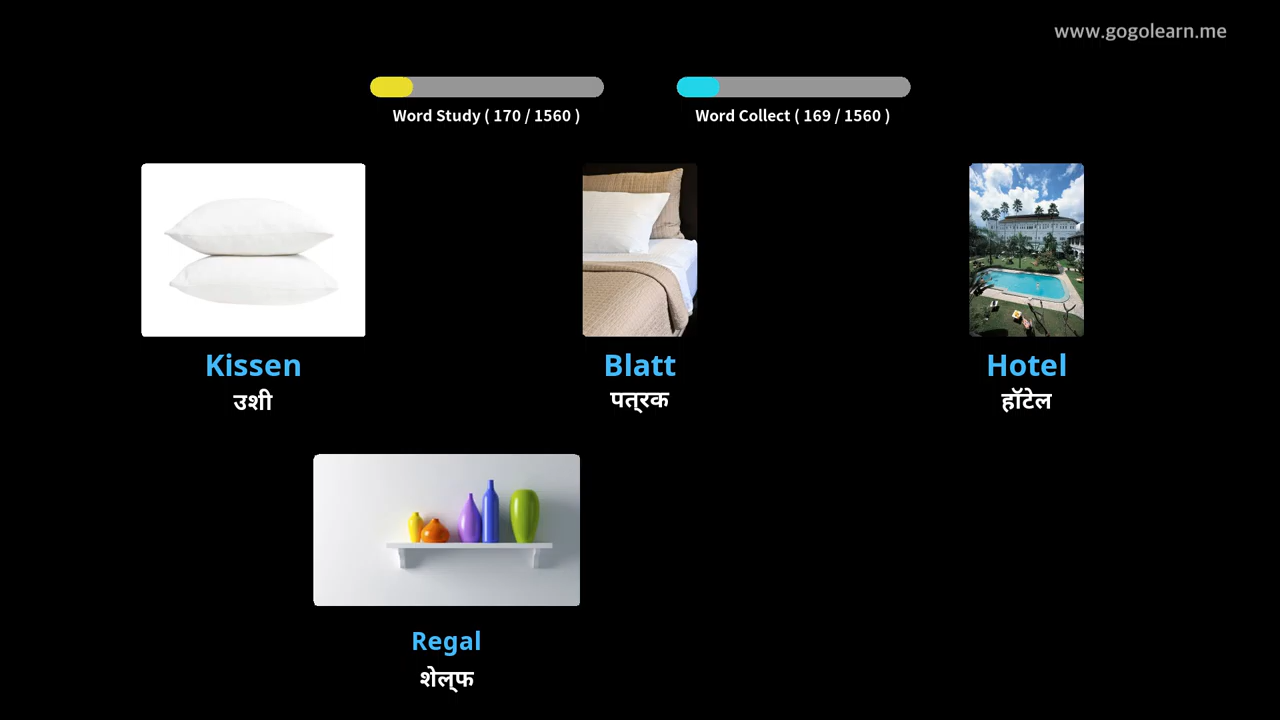 www.gogolearn.me
Word Study ( 170 / 1560 )
Word Collect ( 169 / 1560 )
Kissen
उशी
Blatt
पत्रक
Hotel
हॉटेल
Regal
शेल्फ